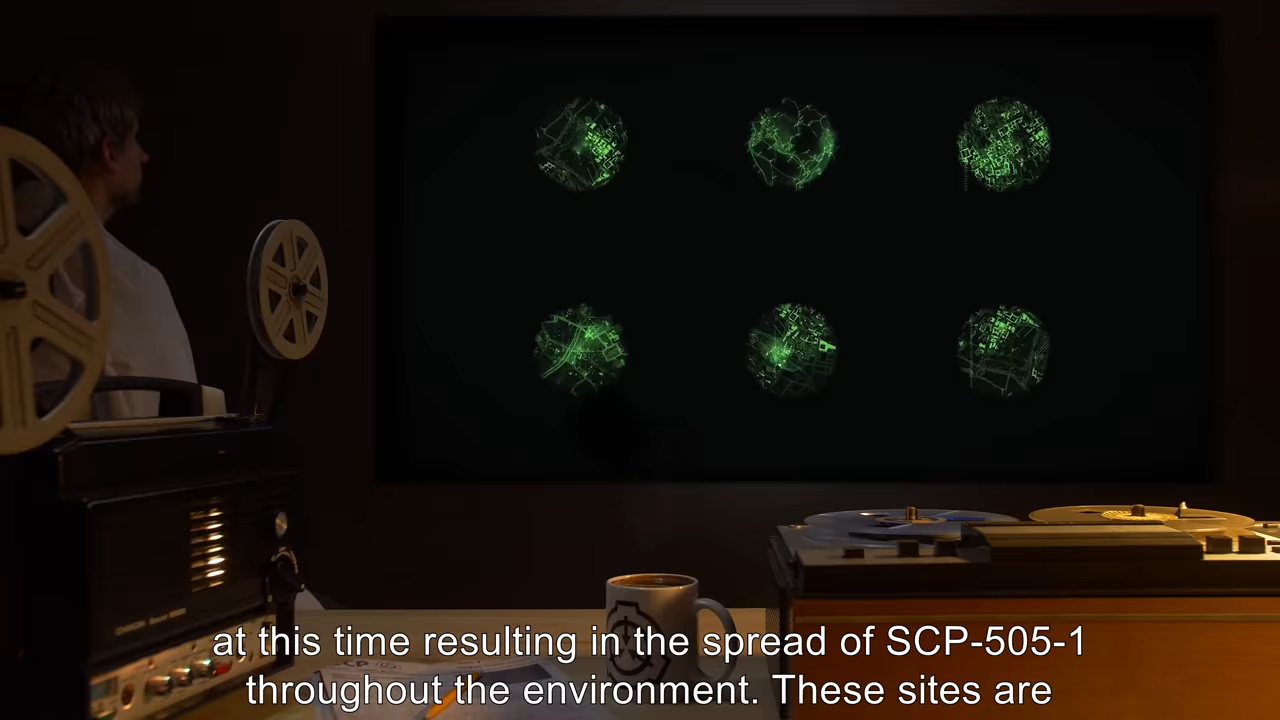 at this time resulting in the spread of SCP-505-1
throughout the environment. These sites are